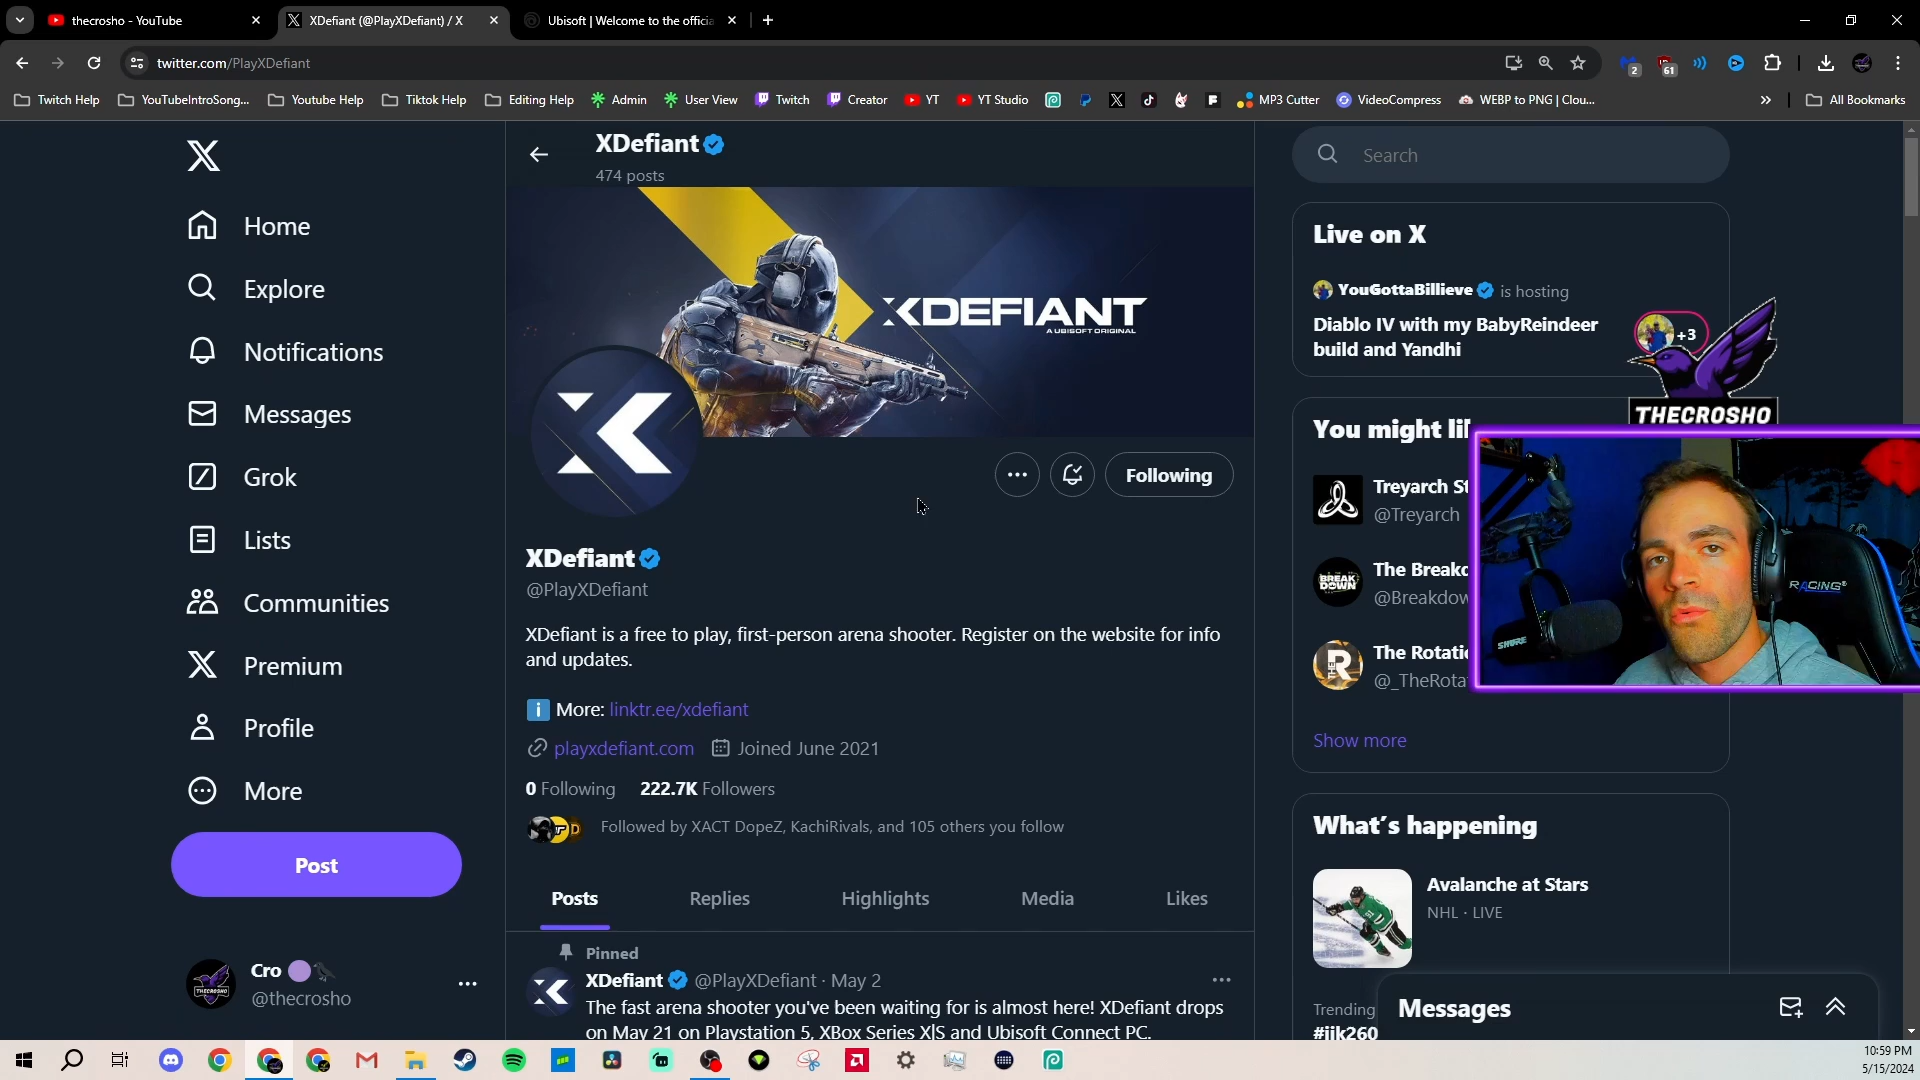 thecrosho - YouTube
XDefiant (@PlayXDefiant) / X
Ubisoft | Welcome to the officia
twitter.com/PlayXDefiant
2
61
Twitch Help
YouTubeIntroSong...
Youtube Help
Tiktok Help
Editing Help
Admin
User View
Twitch
Creator
YT
YT Studio
MP3 Cutter
VideoCompress
WEBP to PNG | Clou...
All Bookmarks
Home
Explore
Notifications
Messages
Grok
Lists
Communities
Premium
Profile
More
Post
Cro
@thecrosho
XDefiant
474 posts
XDEFIANT
A UBISOFT ORIGINAL
Following
XDefiant
@PlayXDefiant
XDefiant is a free to play, first-person arena shooter. Register on the website for info
and updates.
More: linktr.ee/xdefiant
playxdefiant.com Joined June 2021
0 Following 222.7K Followers
Followed by XACT DopeZ, KachiRivals, and 105 others you follow
Posts
Replies
Highlights
Media
Likes
Pinned
XDefiant @PlayXDefiant · May 2
The fast arena shooter you've been waiting for is almost here! XDefiant drops
on May 21 on Playstation 5, XBox Series X|S and Ubisoft Connect PC.
Search
Live on X
YouGottaBillieve is hosting
Diablo IV with my BabyReindeer
build and Yandhi
+3
THECROSHO
You might li
Treyarch St
@Treyarch
BREAK
DOWN
The Breakd
@Breakdow
The Rotatio
@_TheRota
Show more
SHURE
RACING
What's happening
Avalanche at Stars
NHL · LIVE
Trending
#jjk260
Messages
10:59 PM
5/15/2024